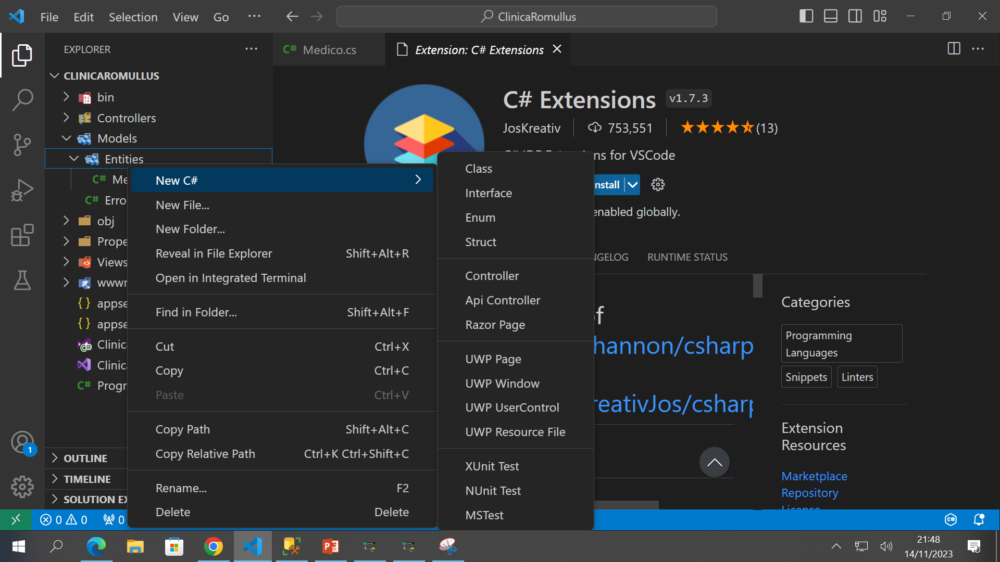 File Edit Selection View Go ···
ClinicaRomullus
EXPLORER
Medico.cs
Extension: C# Extensions
CLINICAROMULLUS
bin
Controllers
Models
Entities
C# Me
C# Erro
obj
Prope
Views
wwwr
{} appse
{} appse
Clinic
Clinic
C# Progr
OUTLINE
TIMELINE
SOLUTION EX
New C#
New File...
New Folder...
Reveal in File Explorer Shift+Alt+R
Open in Integrated Terminal
Find in Folder... Shift+Alt+F
Cut Ctrl+X
Copy Ctrl+C
Paste Ctrl+V
Copy Path Shift+Alt+C
Copy Relative Path Ctrl+K Ctrl+Shift+C
Rename... F2
Delete Delete
Class
Interface
Enum
Struct
Controller
Api Controller
Razor Page
UWP Page
UWP Window
UWP UserControl
UWP Resource File
XUnit Test
NUnit Test
MSTest
C# Extensions v1.7.3
JosKreativ 753,551 (13)
ns for VSCode
nstall
enabled globally.
NGELOG RUNTIME STATUS
of
hannon/csharp
reativJos/csharp
Categories
Programming
Languages
Snippets Linters
Extension
Resources
Marketplace
Repository
License
0 0 0
21:48
14/11/2023